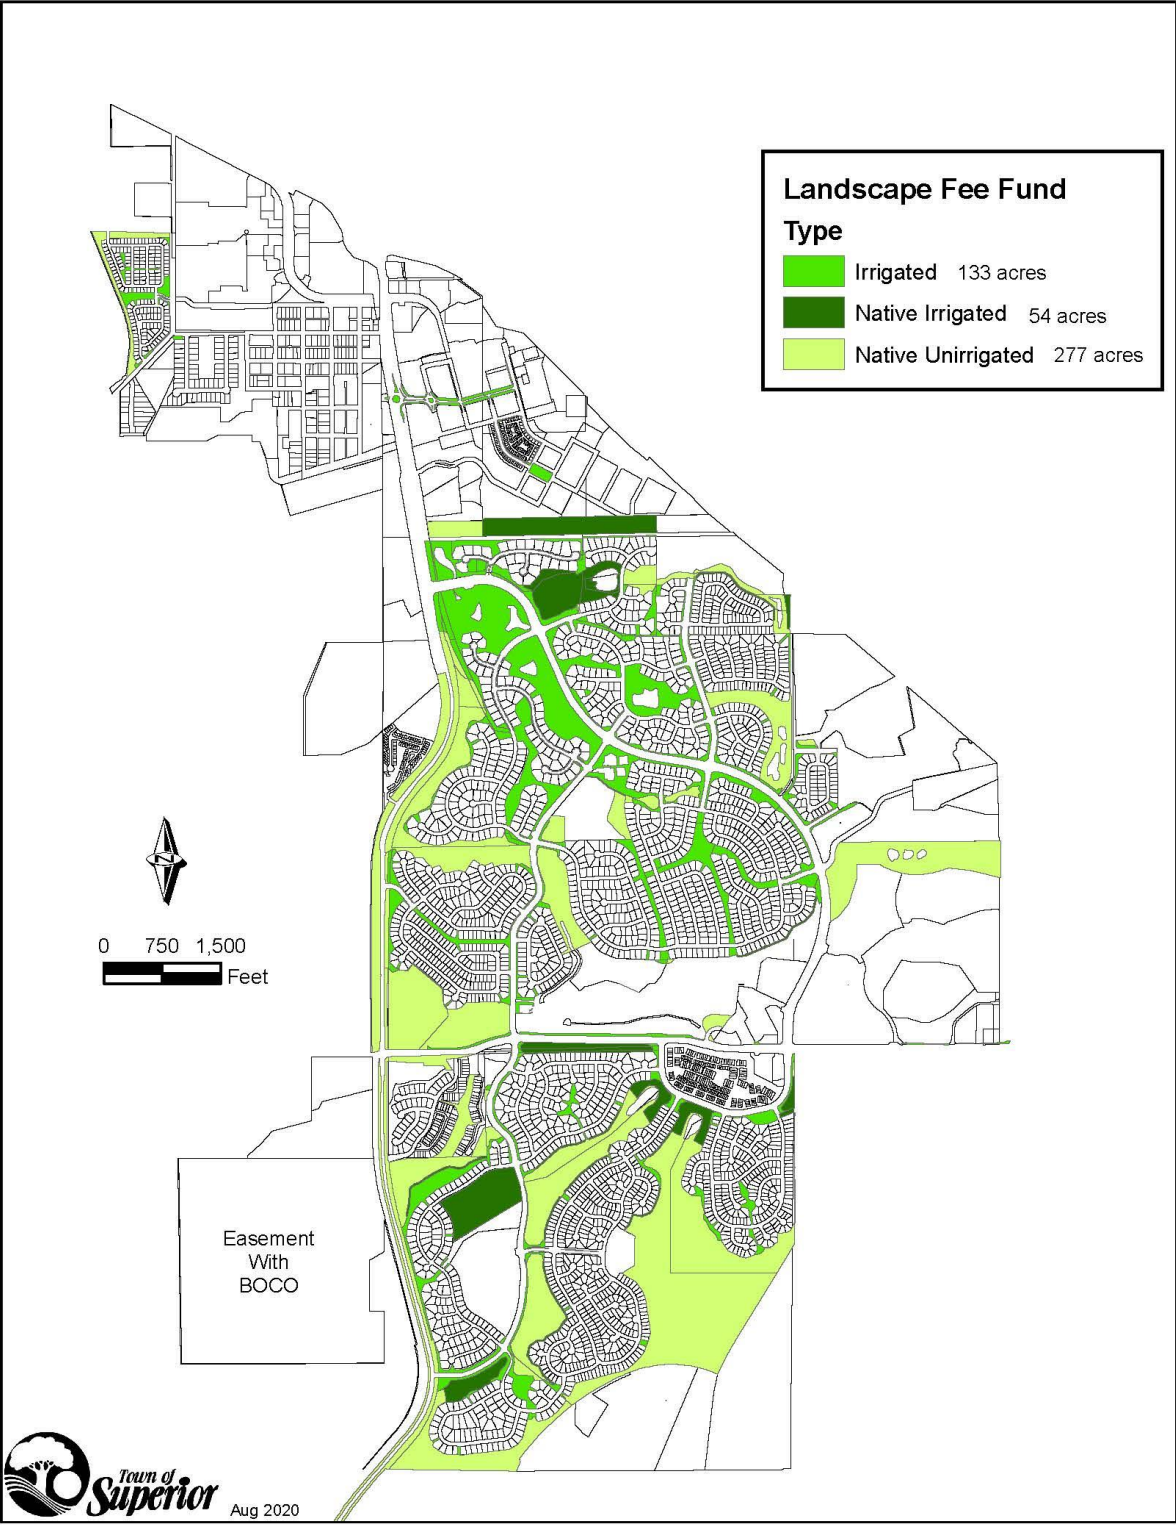 Landscape Fee Fund
Type
Irrigated 133 acres
Native Irrigated 54 acres
Native Unirrigated 277 acres
N
0 750 1,500
Feet
Easement
With
BOCO
Town of
Superior
Aug 2020